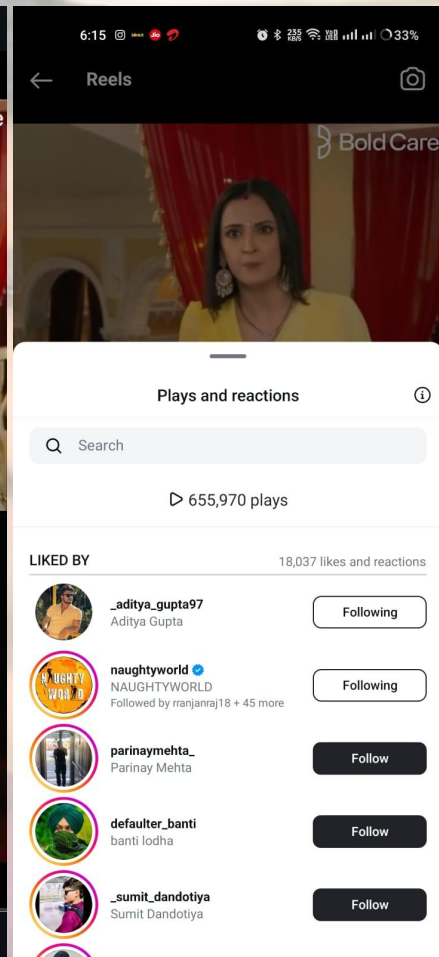 6:15
235
KB/S
33%
Reels
Bold Care
Plays and reactions
Search
655,970 plays
LIKED BY
18,037 likes and reactions
_aditya_gupta97
Aditya Gupta
Following
naughtyworld
NAUGHTYWORLD
Followed by rranjanraj18 + 45 more
Following
NAUGHTY
WORLD
parinaymehta_
Parinay Mehta
Follow
defaulter_banti
banti lodha
Follow
_sumit_dandotiya
Sumit Dandotiya
Follow